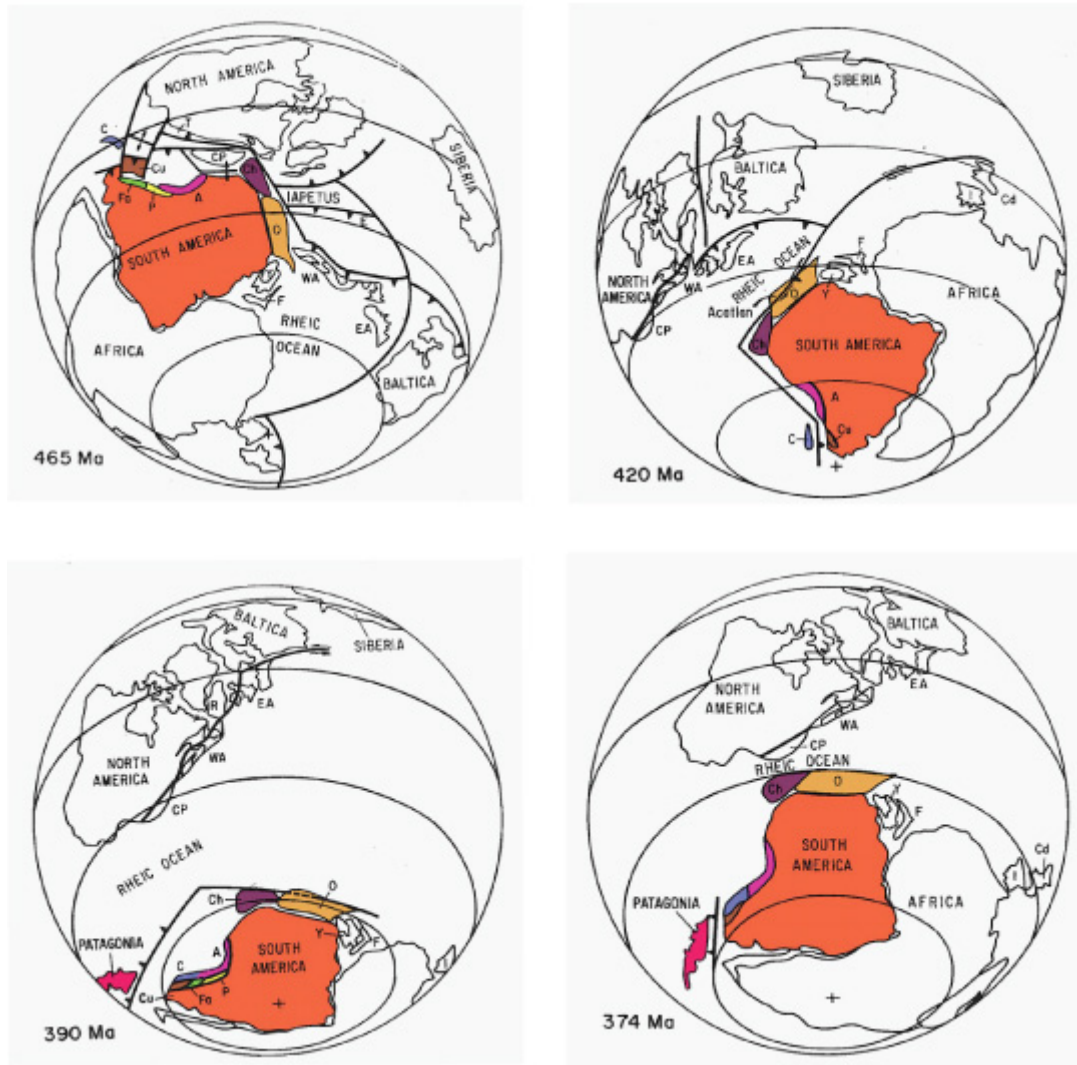 NORTH AMERICA
C
Cu
CP
Ch
SIBERIA
Fa
P
A
IAPETUS
SOUTH AMERICA
O
WA
F
RHEIC
OCEAN
EA
AFRICA
BALTICA
465 Ma
SIBERIA
BALTICA
I
Cd
NORTH
AMERICA
WA
EA
RHEIC OCEAN
F
Acatlan
O
Y
AFRICA
CP
Ch
SOUTH AMERICA
A
C
Cu
420 Ma
BALTICA
SIBERIA
R
EA
NORTH
AMERICA
WA
CP
RHEIC OCEAN
O
Ch
Y
F
PATAGONIA
A
SOUTH
AMERICA
C
Cu
Fa
P
390 Ma
BALTICA
NORTH
AMERICA
EA
WA
CP
RHEIC OCEAN
Ch
O
Y
F
SOUTH
AMERICA
Cd
I
PATAGONIA
AFRICA
374 Ma